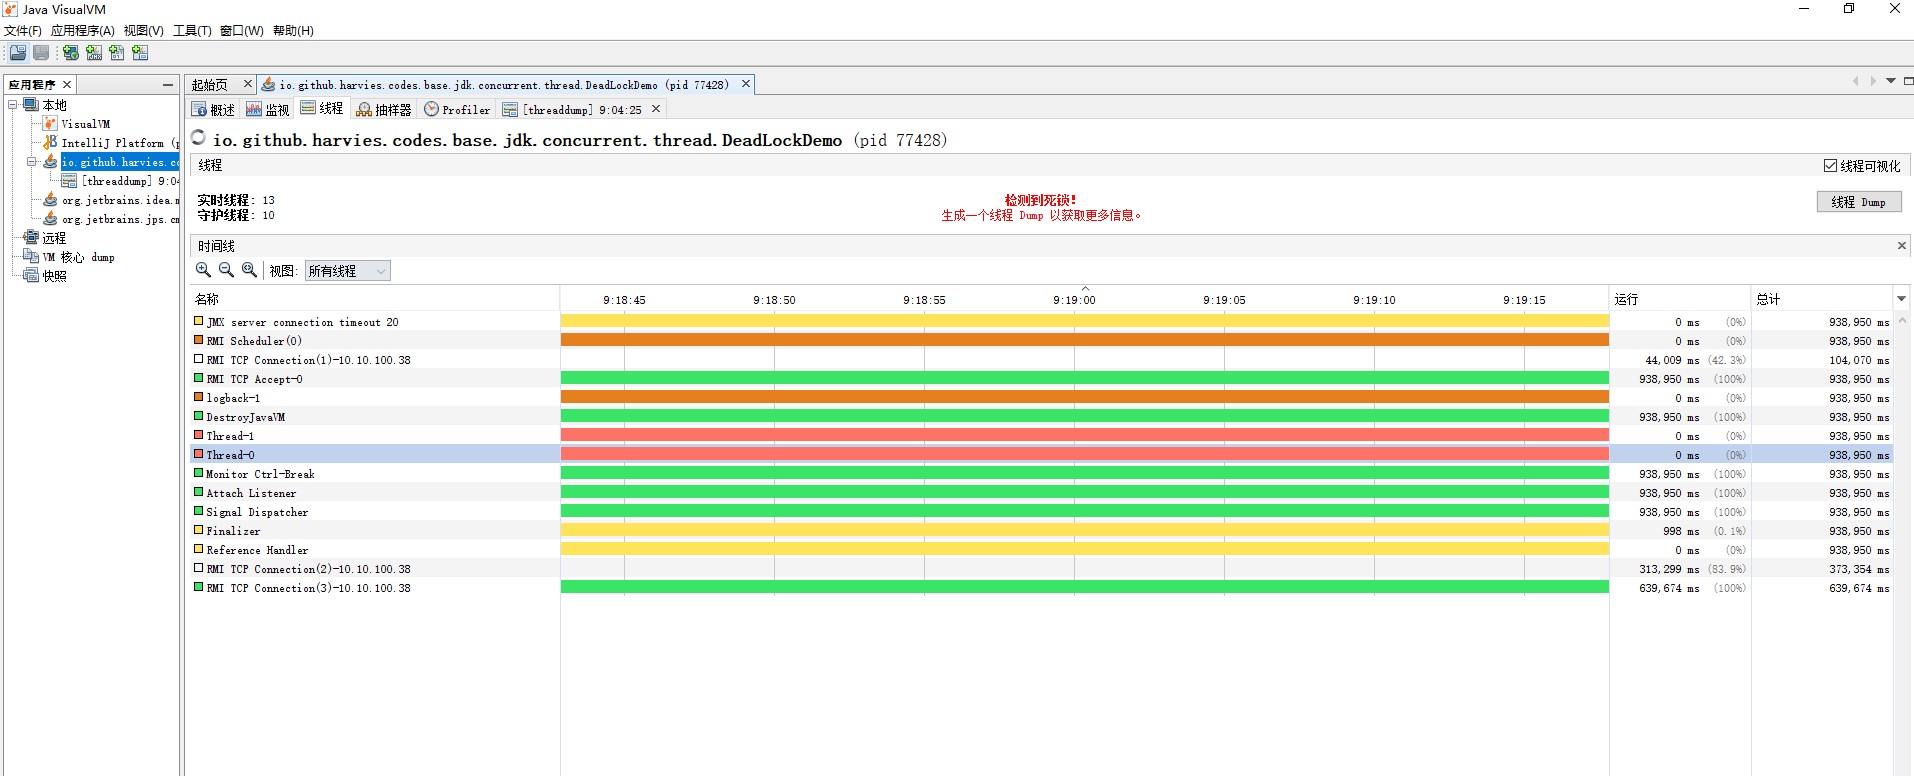 Java VisualVM
文件(F) 应用程序(A) 视图(V) 工具(T) 窗口(W) 帮助(H)
应用程序
本地
VisualVM
IntelliJ Platform (
io.github.harvies.co
[threaddump] 9:04
org.jetbrains.idea.m
org.jetbrains.jps.cm
远程
VM 核心 dump
快照
起始页 io.github.harvies.codes.base.jdk.concurrent.thread.DeadLockDemo (pid 77428)
概述 监视 线程 抽样器 Profiler [threaddump] 9:04:25
io.github.harvies.codes.base.jdk.concurrent.thread.DeadLockDemo (pid 77428)
线程 线程可视化
实时线程: 13
守护线程: 10
检测到死锁!
生成一个线程 Dump 以获取更多信息。
线程 Dump
时间线
视图: 所有线程
名称 9:18:45 9:18:50 9:18:55 9:19:00 9:19:05 9:19:10 9:19:15 运行 总计
JMX server connection timeout 20 0 ms (0%) 938,950 ms
RMI Scheduler(0) 0 ms (0%) 938,950 ms
RMI TCP Connection(1)-10.10.100.38 44,009 ms (42.3%) 104,070 ms
RMI TCP Accept-0 938,950 ms (100%) 938,950 ms
logback-1 0 ms (0%) 938,950 ms
DestroyJavaVM 938,950 ms (100%) 938,950 ms
Thread-1 0 ms (0%) 938,950 ms
Thread-0 0 ms (0%) 938,950 ms
Monitor Ctrl-Break 938,950 ms (100%) 938,950 ms
Attach Listener 938,950 ms (100%) 938,950 ms
Signal Dispatcher 938,950 ms (100%) 938,950 ms
Finalizer 998 ms (0.1%) 938,950 ms
Reference Handler 0 ms (0%) 938,950 ms
RMI TCP Connection(2)-10.10.100.38 313,299 ms (83.9%) 373,354 ms
RMI TCP Connection(3)-10.10.100.38 639,674 ms (100%) 639,674 ms